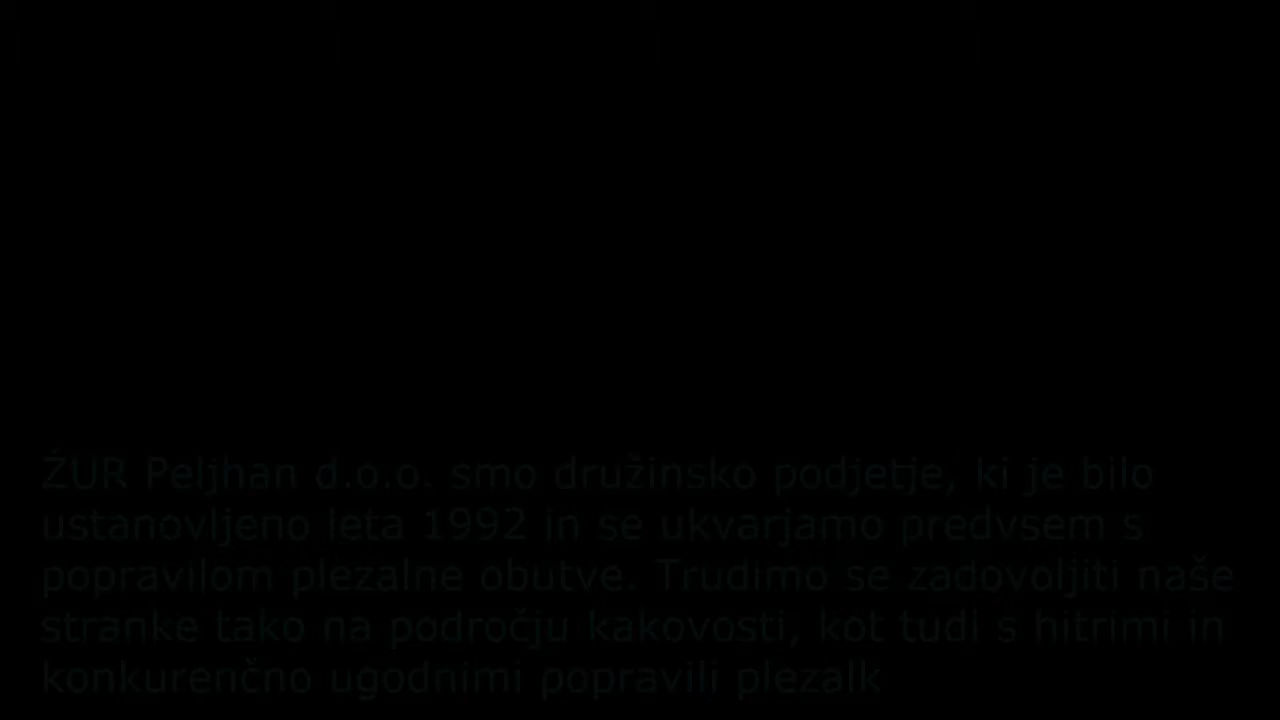 ŽUR Peljhan d.o.o. smo družinsko podjetje, ki je bilo
ustanovljeno leta 1992 in se ukvarjamo predvsem s
popravilom plezalne obutve. Trudimo se zadovoljiti naše
stranke tako na področju kakovosti, kot tudi s hitrimi in
konkurenčno ugodnimi popravili plezalk